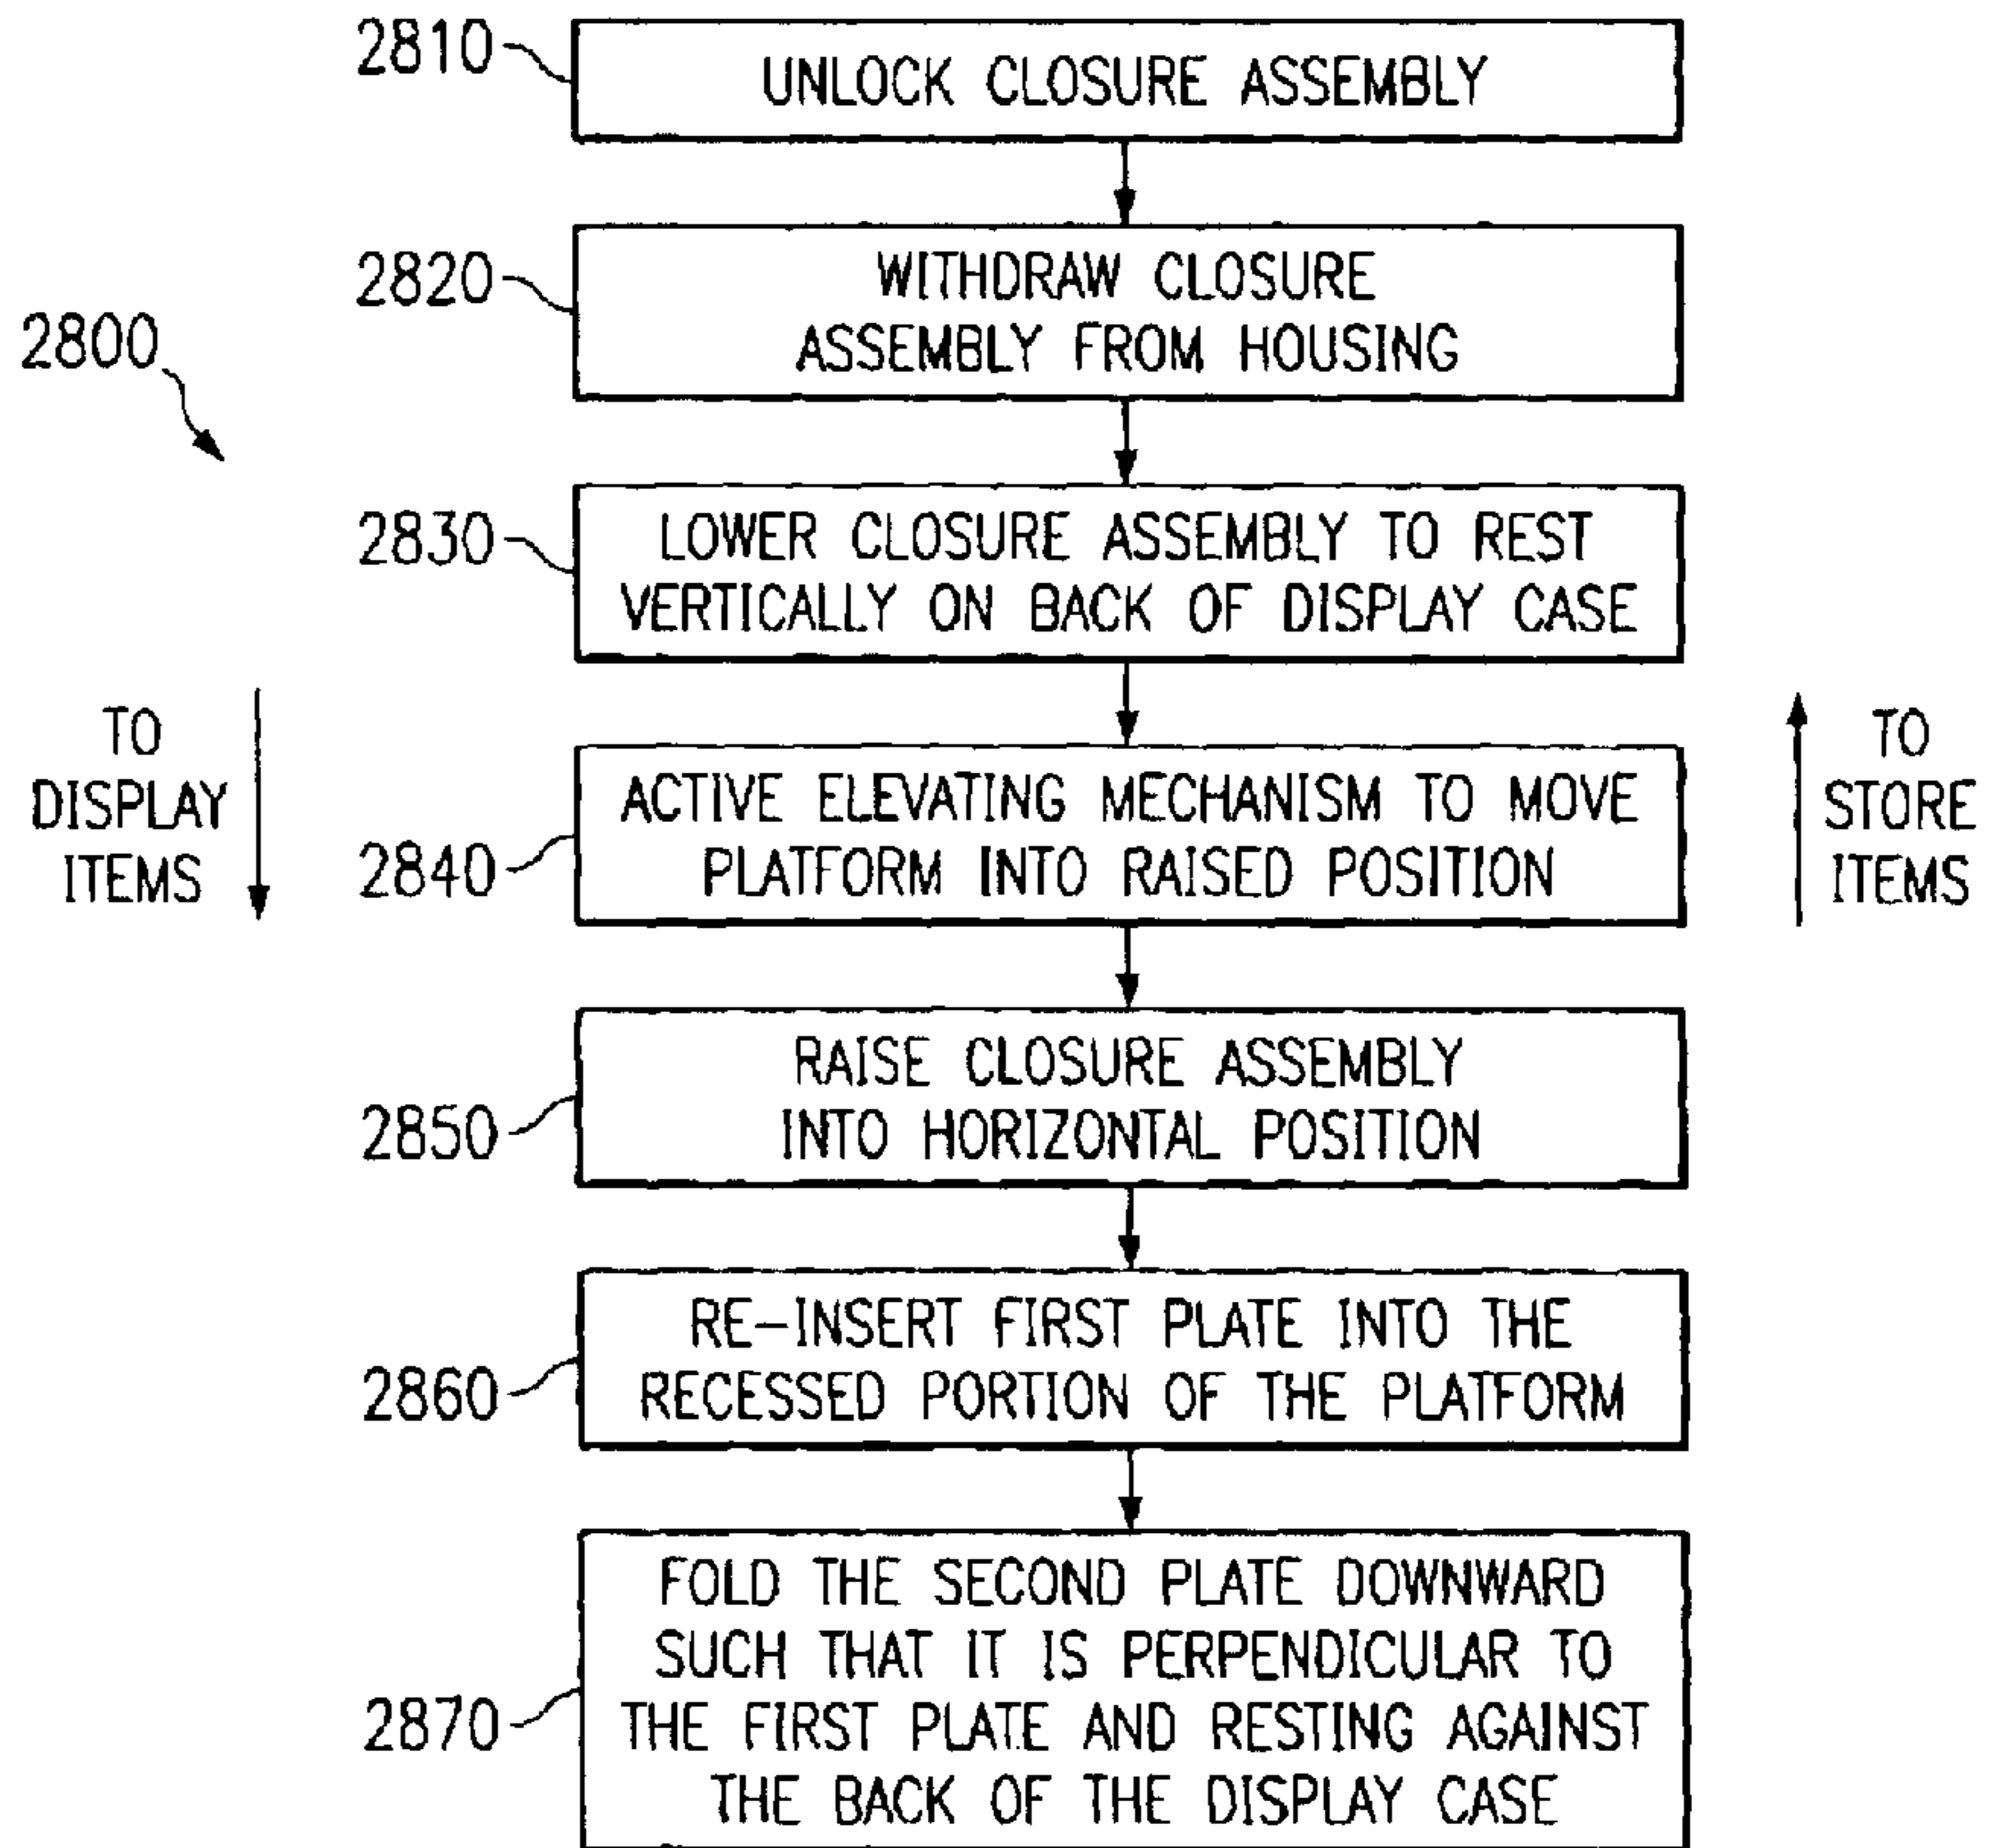 2810
UNLOCK CLOSURE ASSEMBLY
2820
WITHDRAW CLOSURE
ASSEMBLY FROM HOUSING
2800
2830
LOWER CLOSURE ASSEMBLY TO REST
VERTICALLY ON BACK OF DISPLAY CASE
TO
DISPLAY
ITEMS
2840
ACTIVE ELEVATING MECHANISM TO MOVE
PLATFORM INTO RAISED POSITION
TO
STORE
ITEMS
2850
RAISE CLOSURE ASSEMBLY
INTO HORIZONTAL POSITION
2860
RE-INSERT FIRST PLATE INTO THE
RECESSED PORTION OF THE PLATFORM
2870
FOLD THE SECOND PLATE DOWNWARD
SUCH THAT IT IS PERPENDICULAR TO
THE FIRST PLATE AND RESTING AGAINST
THE BACK OF THE DISPLAY CASE